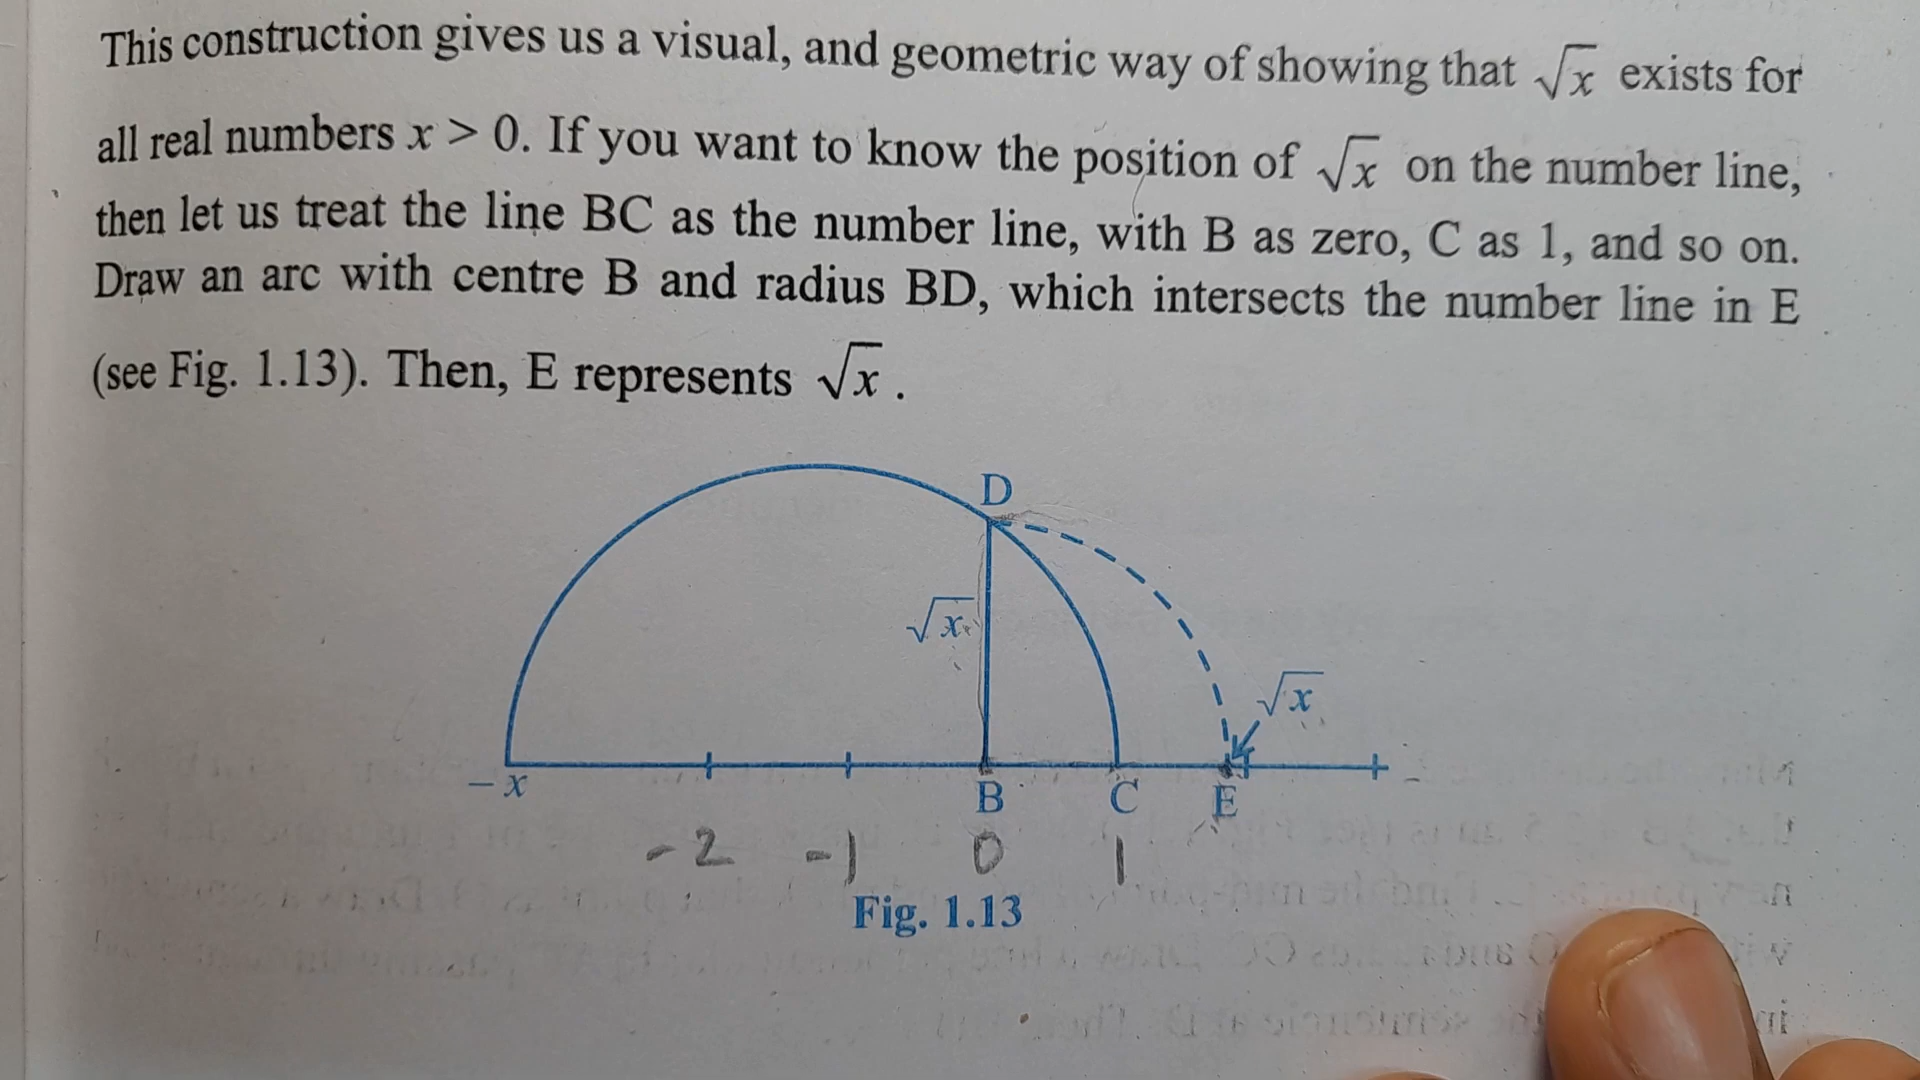 This construction gives us a visual, and geometric way of showing that √x exists for
all real numbers x > 0. If you want to know the position of √x on the number line,
then let us treat the line BC as the number line, with B as zero, C as 1, and so on.
Draw an arc with centre B and radius BD, which intersects the number line in E
(see Fig. 1.13). Then, E represents √x .
D
√x
√x
– x
B
C
E
-2 -1 0 1
Fig. 1.13